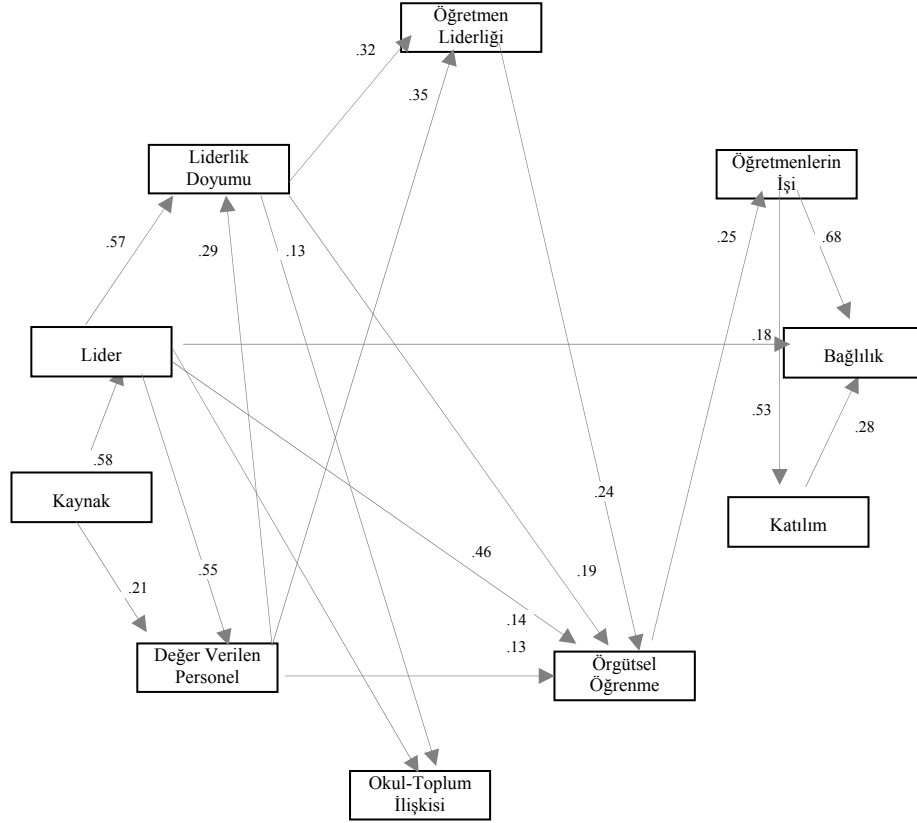 Öğretmen
Liderliği
.32
.35
Liderlik
Doyumu
Öğretmenlerin
İşi
.57
.29
.13
.25
.68
Lider
.18
Bağlılık
.58
.53
.28
Kaynak
.24
Katılım
.46
.55
.19
.21
.14
.13
Değer Verilen
Personel
Örgütsel
Öğrenme
Okul-Toplum
İlişkisi